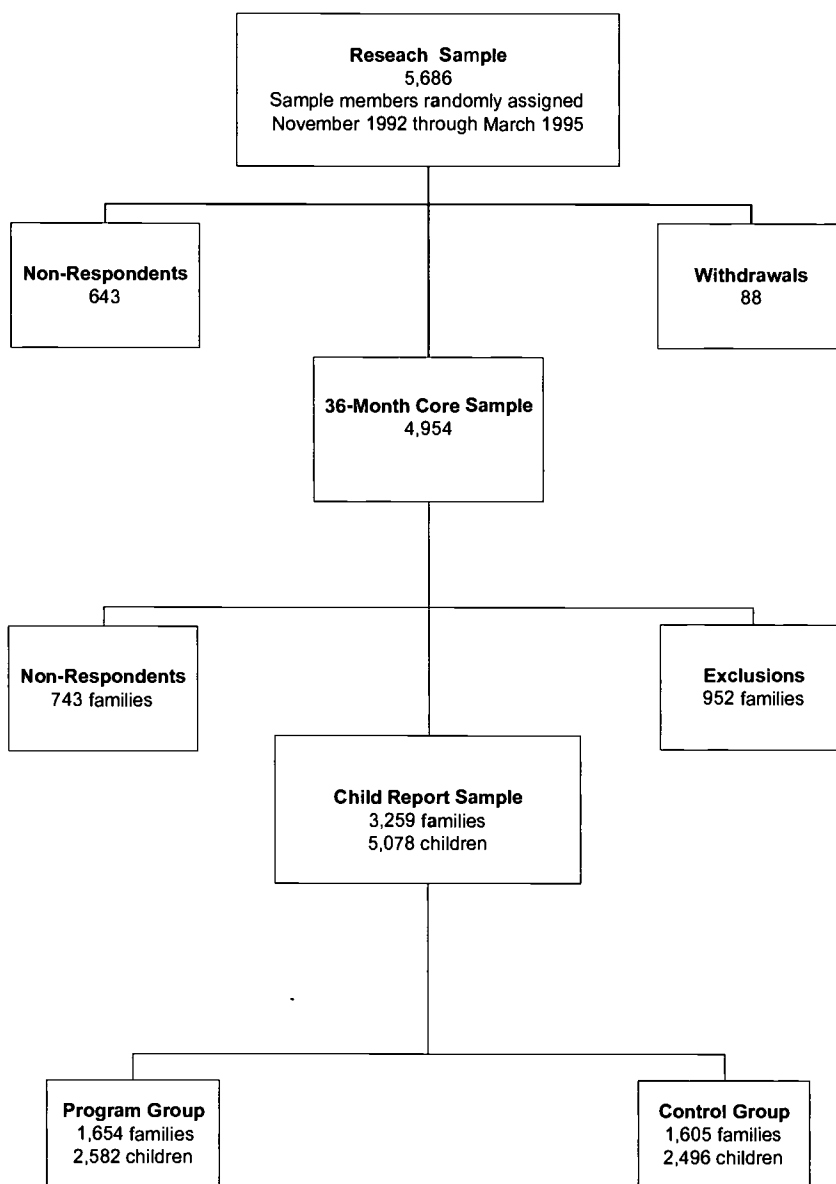 Reseach Sample
5,686
Sample members randomly assigned
November 1992 through March 1995
Non-Respondents
643
Withdrawals
88
36-Month Core Sample
4,954
Non-Respondents
743 families
Exclusions
952 families
Child Report Sample
3,259 families
5,078 children
Program Group
1,654 families
2,582 children
Control Group
1,605 families
2,496 children